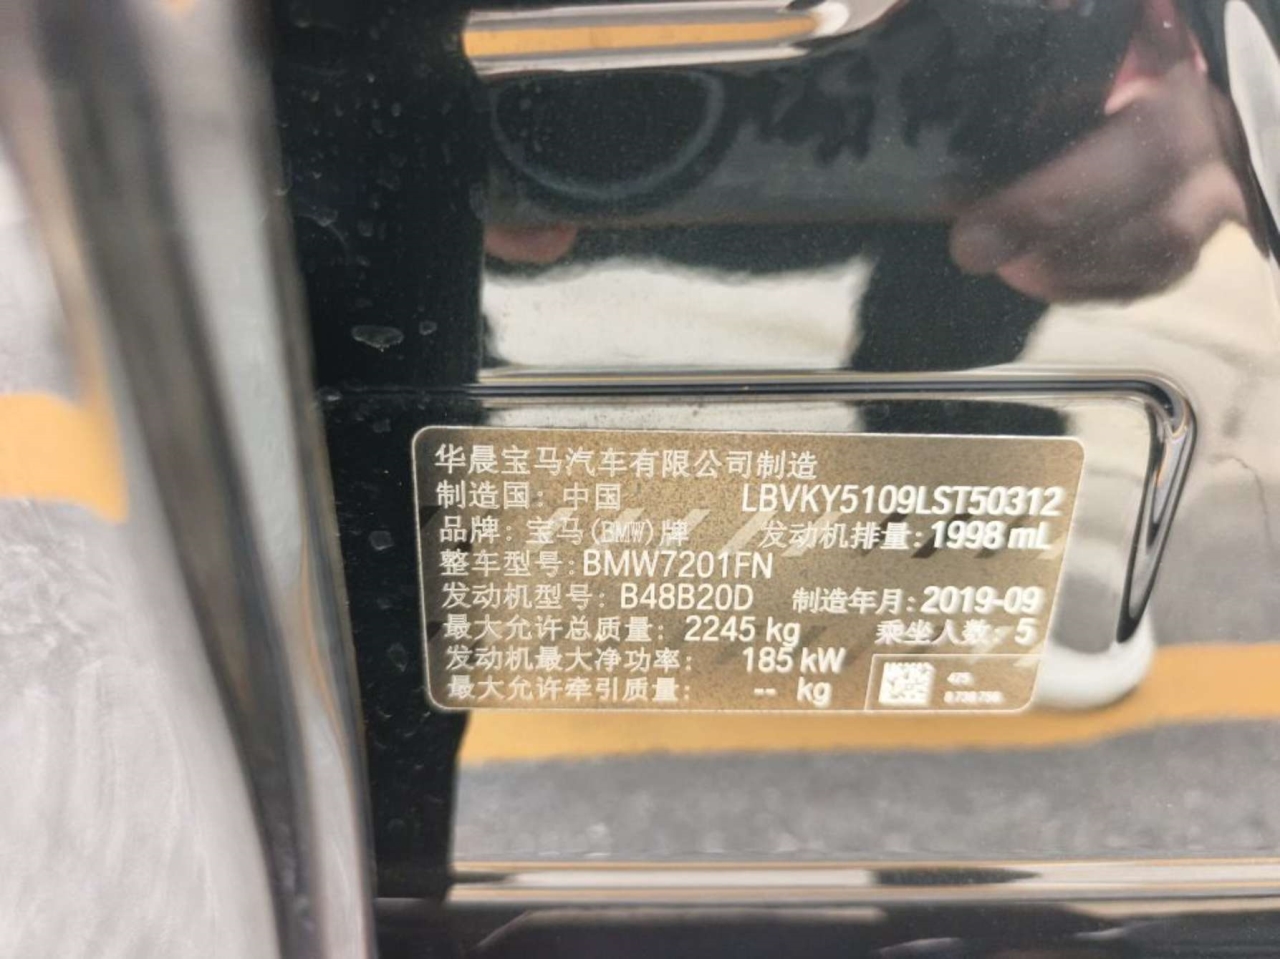 华晨宝马汽车有限公司制造
制造国：中国 LBVKY5109LST50312
品牌：宝马(BMW)牌 发动机排量：1998 mL
整车型号：BMW7201FN
发动机型号：B48B20D 制造年月：2019-09
最大允许总质量：2245 kg 乘坐人数：5
发动机最大净功率：185 kW
最大允许牵引质量：-- kg